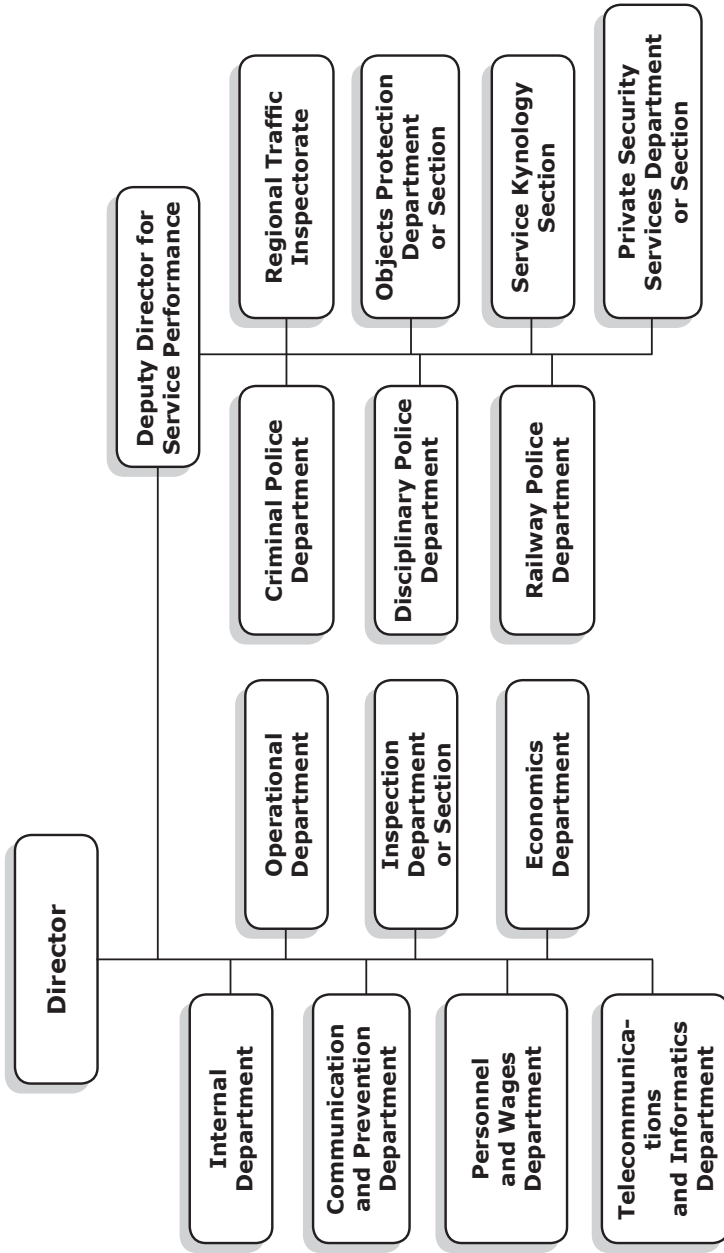 Director
Deputy Director for
Service Performance
Internal
Department
Operational
Department
Communication
and Prevention
Department
Inspection
Department
or Section
Personnel
and Wages
Department
Economics
Department
Telecommunica-
tions
and Informatics
Department
Criminal Police
Department
Regional Traffic
Inspectorate
Disciplinary Police
Department
Objects Protection
Department
or Section
Railway Police
Department
Service Kynology
Section
Private Security
Services Department
or Section